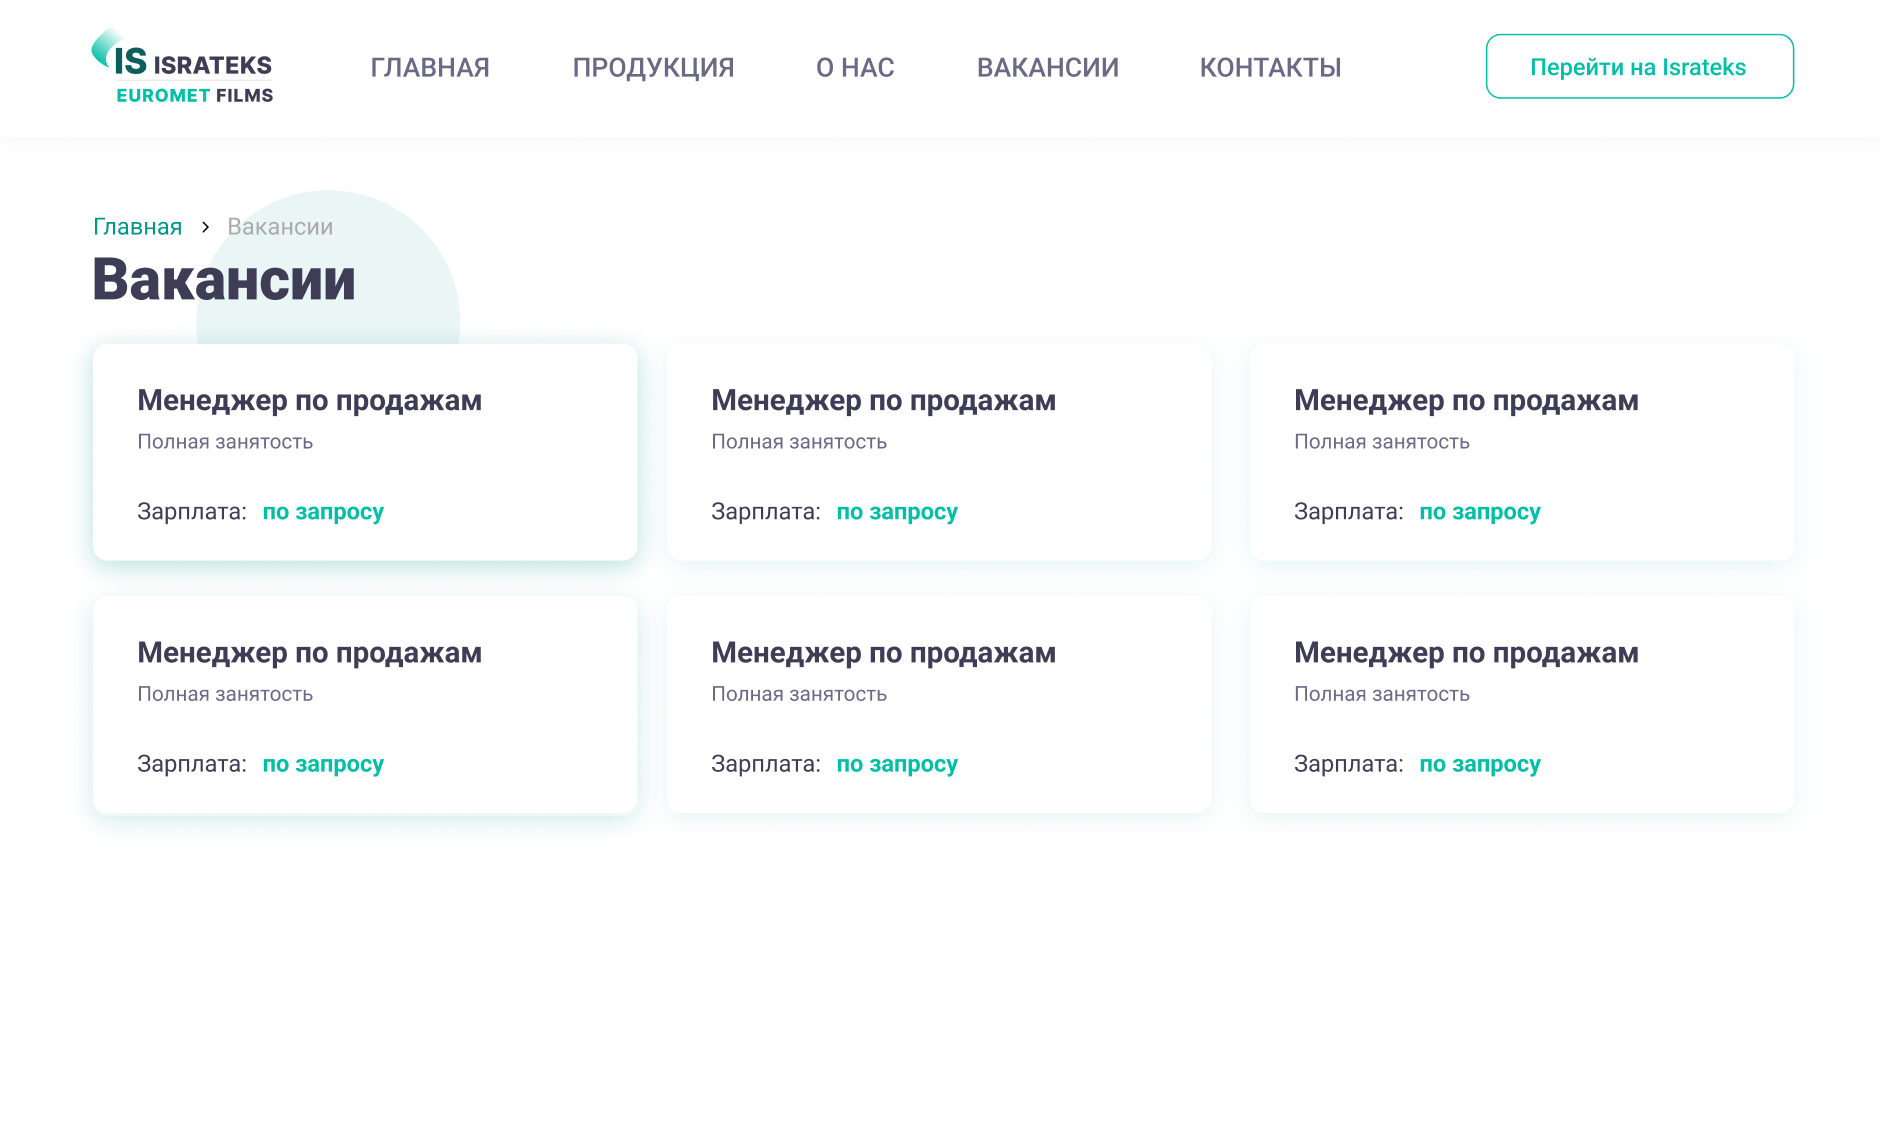 IS ISRATEKS
EUROMET FILMS
ГЛАВНАЯ
ПРОДУКЦИЯ
О НАС
ВАКАНСИИ
КОНТАКТЫ
Перейти на Israteks
Главная > Вакансии
Вакансии
Менеджер по продажам
Полная занятость
Зарплата: по запросу
Менеджер по продажам
Полная занятость
Зарплата: по запросу
Менеджер по продажам
Полная занятость
Зарплата: по запросу
Менеджер по продажам
Полная занятость
Зарплата: по запросу
Менеджер по продажам
Полная занятость
Зарплата: по запросу
Менеджер по продажам
Полная занятость
Зарплата: по запросу